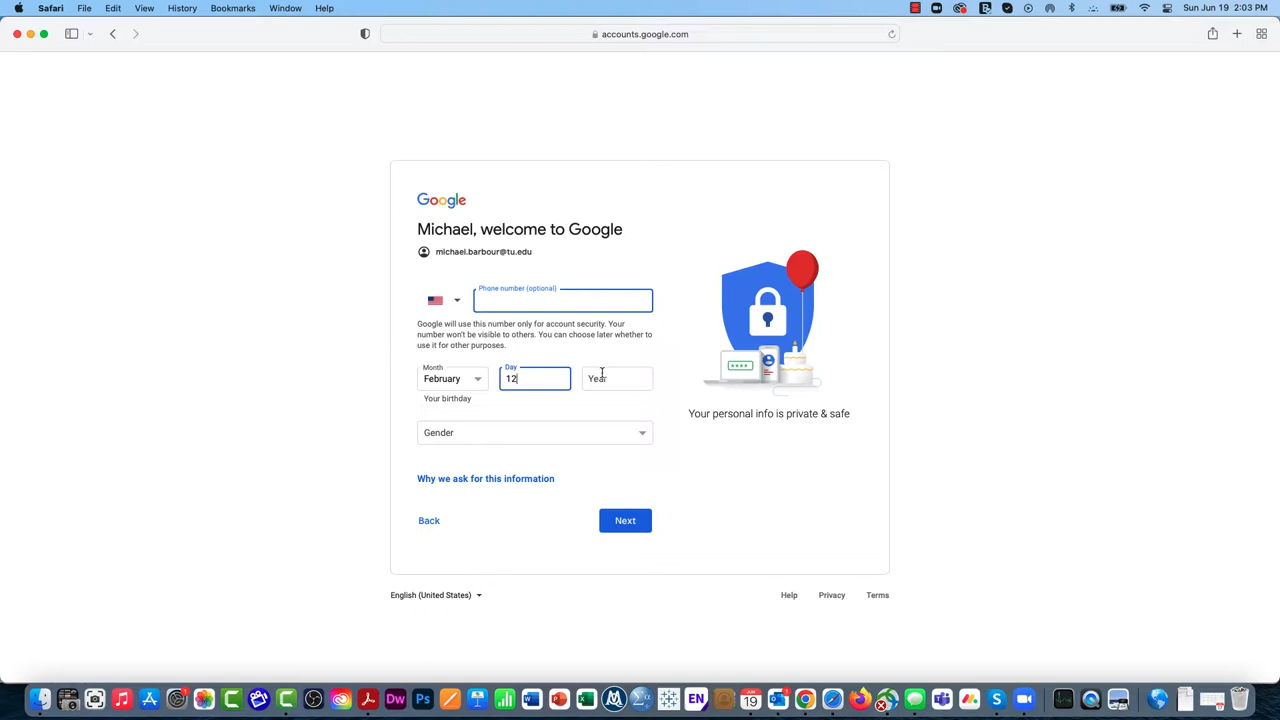 Safari File Edit View History Bookmarks Window Help Sun Jun 19 2:03 PM
accounts.google.com
Google
Michael, welcome to Google
michael.barbour@tu.edu
Phone number (optional)
Google will use this number only for account security. Your
number won't be visible to others. You can choose later whether to
use it for other purposes.
Month
February
Day
12
Year
Your birthday
Gender
Why we ask for this information
Back
Next
Your personal info is private & safe
English (United States)
Help Privacy Terms
Dw Ps EN 19